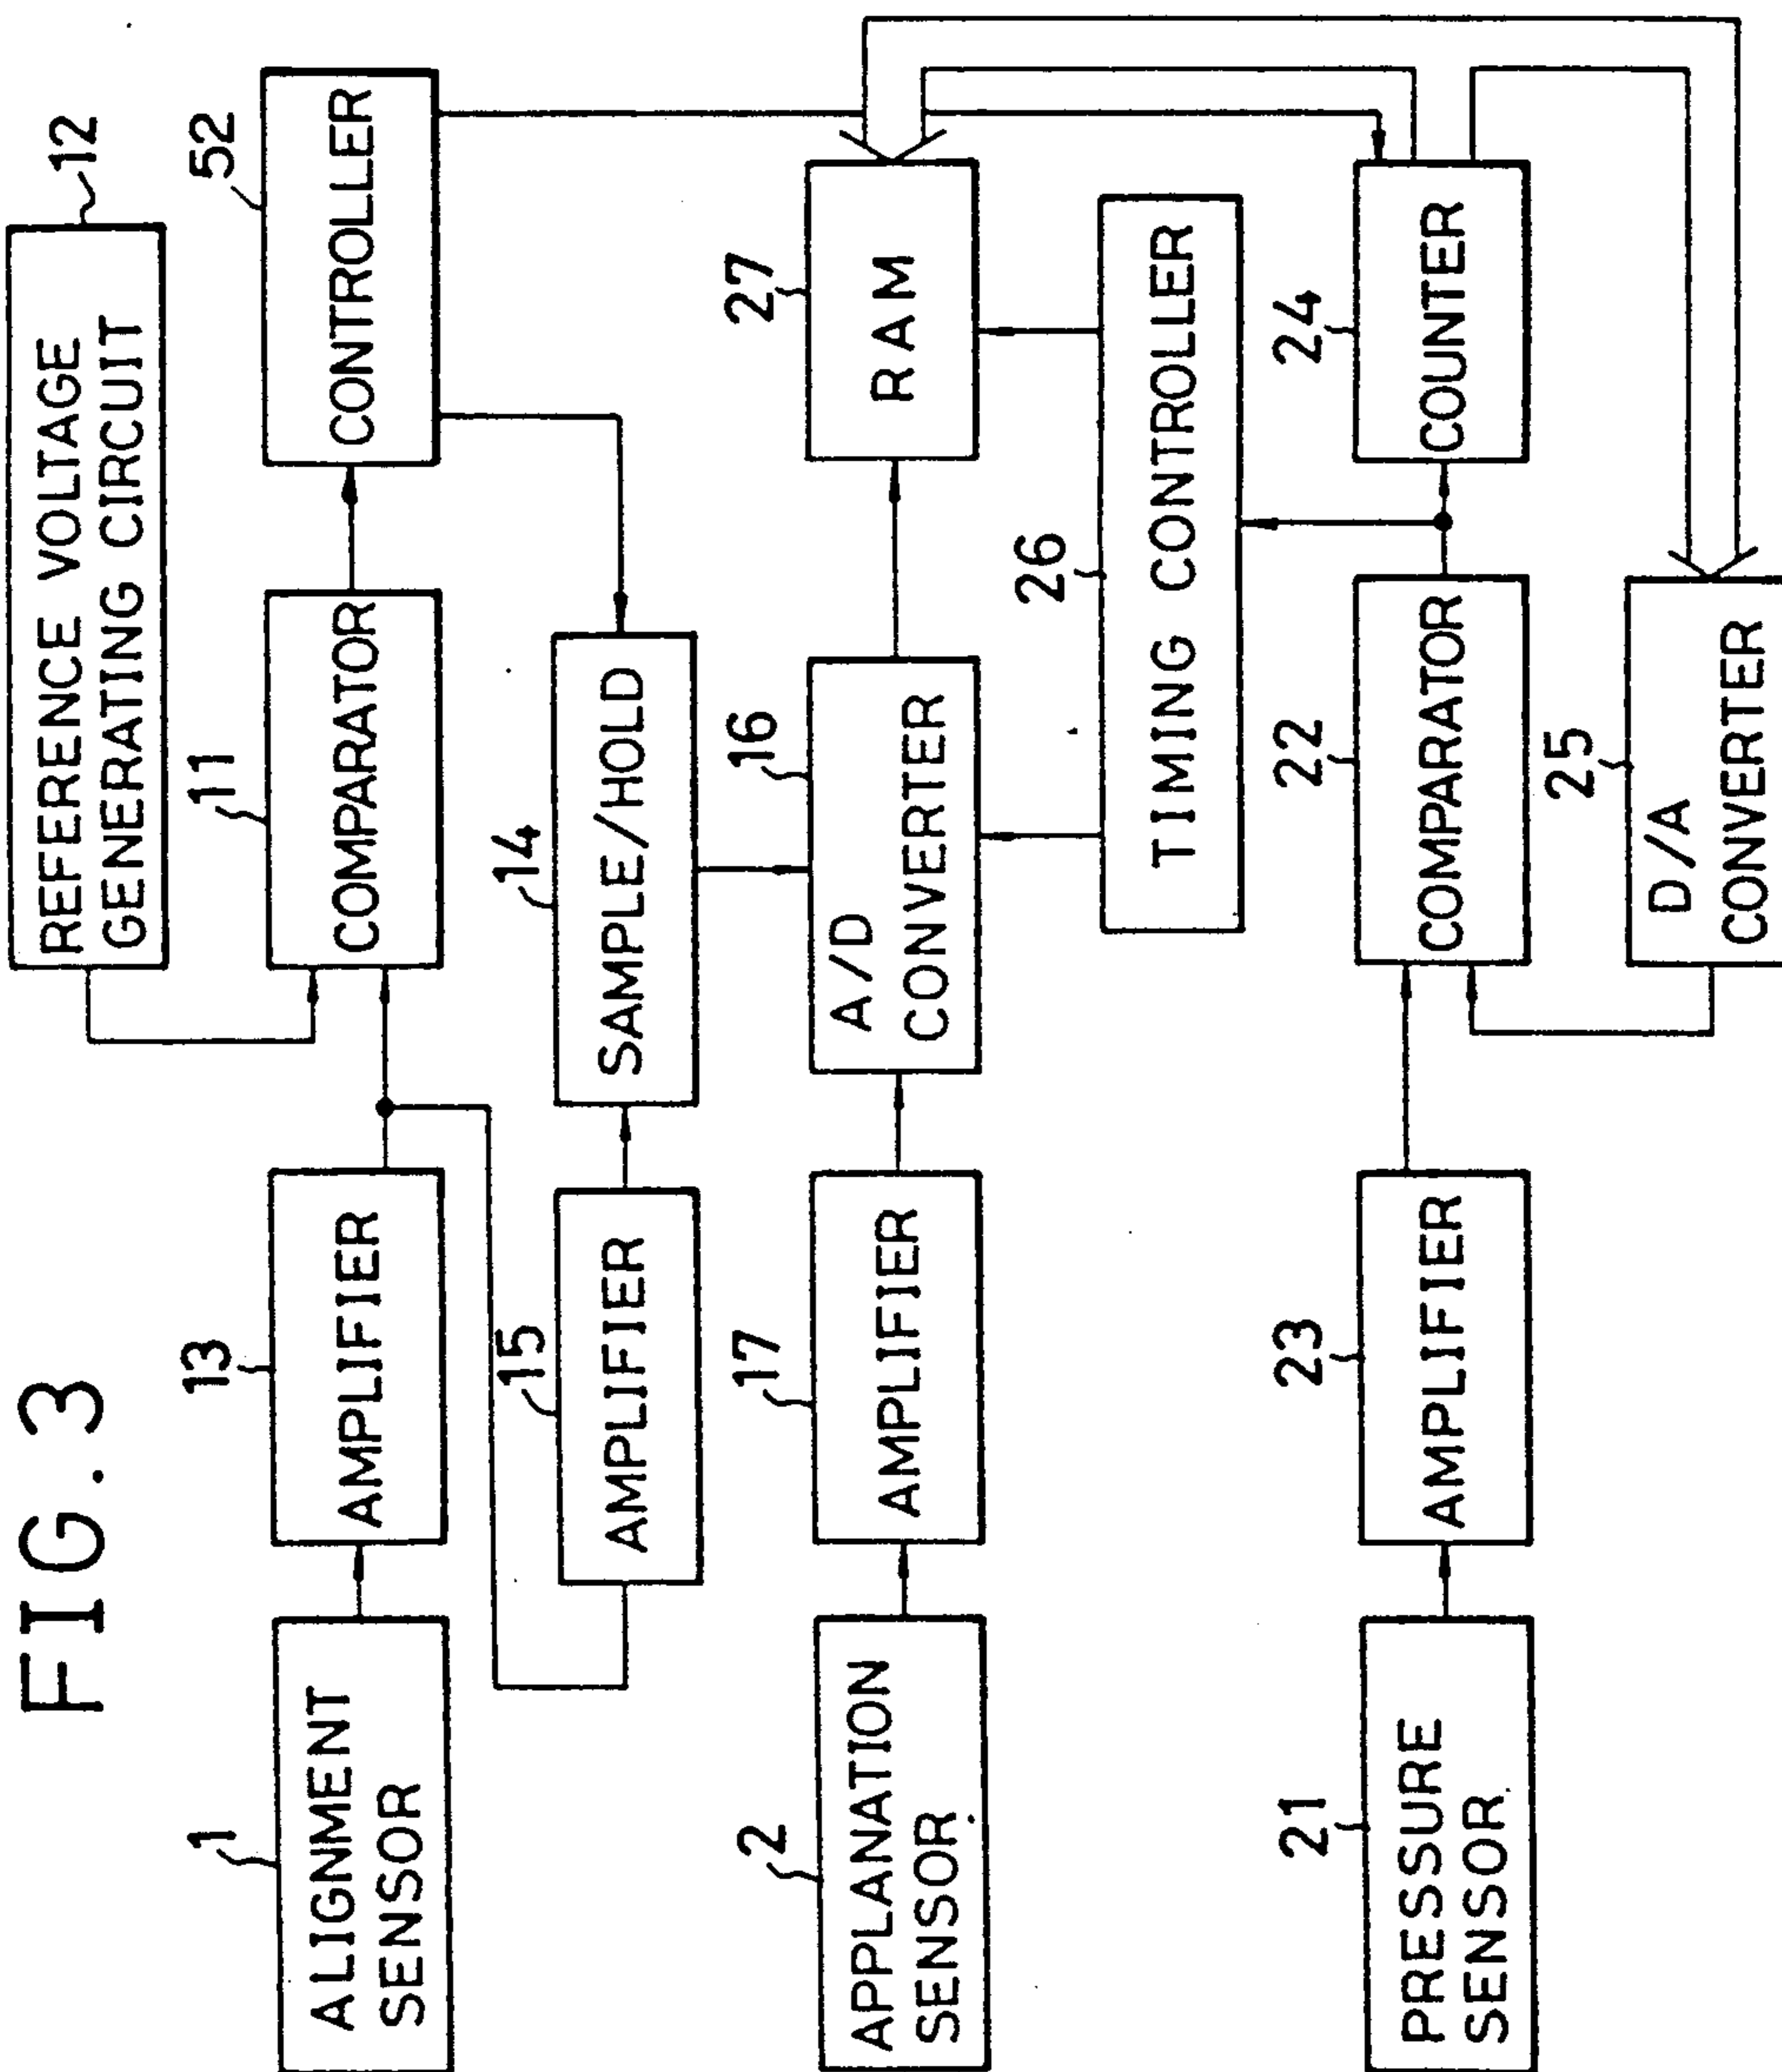 FIG. 3
REFERENCE VOLTAGE
GENERATING CIRCUIT
12
1
ALIGNMENT
SENSOR
13
AMPLIFIER
11
COMPARATOR
52
CONTROLLER
15
AMPLIFIER
14
SAMPLE/HOLD
2
APPLANATION
SENSOR
17
AMPLIFIER
16
A/D
CONVERTER
27
RAM
26
TIMING CONTROLLER
21
PRESSURE
SENSOR
23
AMPLIFIER
22
COMPARATOR
24
COUNTER
25
D/A
CONVERTER